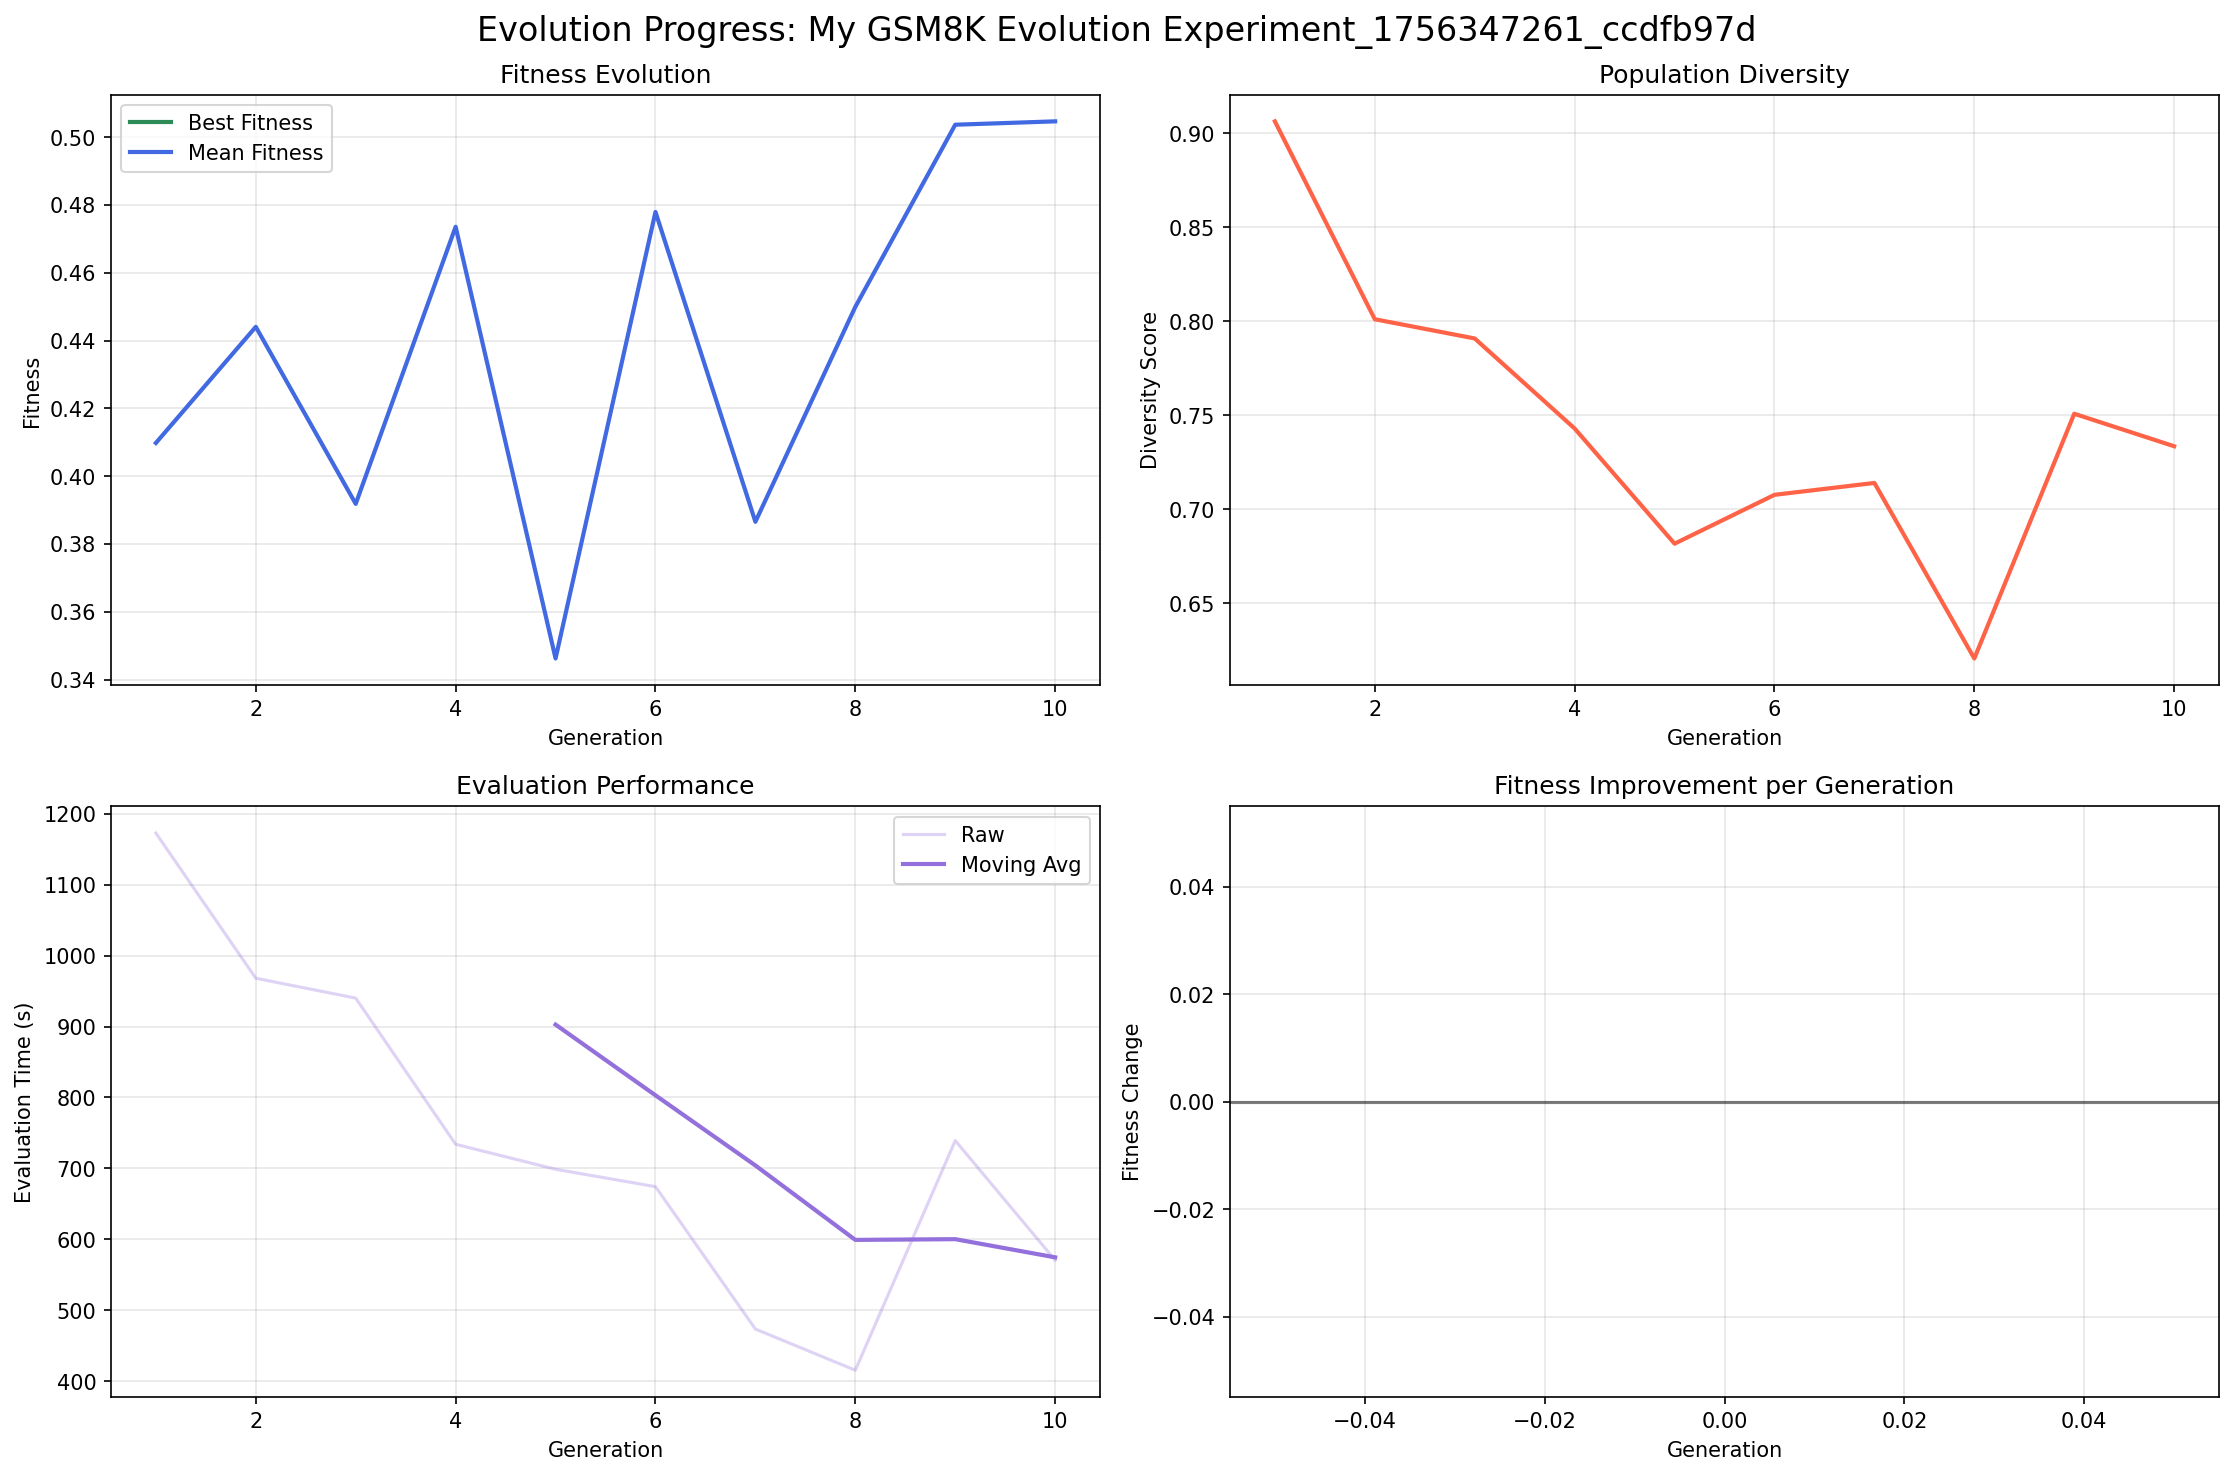 Evolution Progress: My GSM8K Evolution Experiment_1756347261_ccdfb97d
Fitness Evolution
Best Fitness
Mean Fitness
Fitness
0.50
0.48
0.46
0.44
0.42
0.40
0.38
0.36
0.34
2 4 6 8 10
Generation
Population Diversity
Diversity Score
0.90
0.85
0.80
0.75
0.70
0.65
2 4 6 8 10
Generation
Evaluation Performance
Raw
Moving Avg
Evaluation Time (s)
1200
1100
1000
900
800
700
600
500
400
2 4 6 8 10
Generation
Fitness Improvement per Generation
Fitness Change
0.04
0.02
0.00
−0.02
−0.04
−0.04 −0.02 0.00 0.02 0.04
Generation